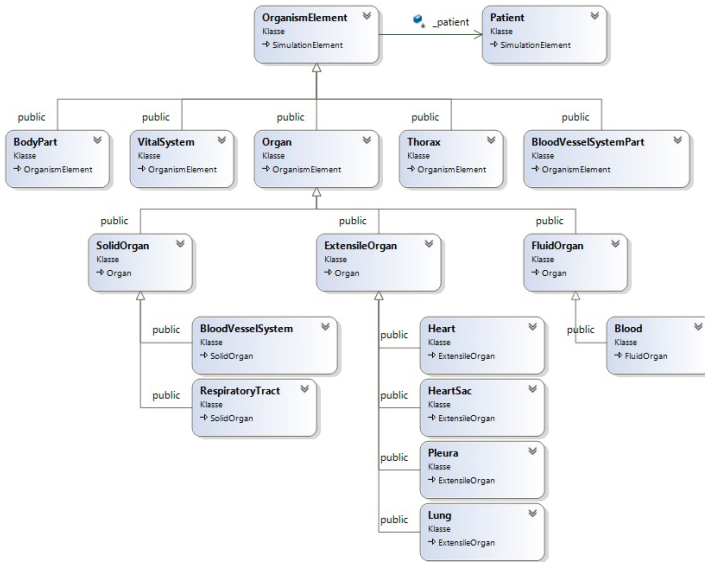 OrganismElement
Klasse
SimulationElement
_patient
Patient
Klasse
SimulationElement
public
public
public
public
public
BodyPart
Klasse
OrganismElement
VitalSystem
Klasse
OrganismElement
Organ
Klasse
OrganismElement
Thorax
Klasse
OrganismElement
BloodVesselSystemPart
Klasse
OrganismElement
public
public
public
SolidOrgan
Klasse
Organ
ExtensileOrgan
Klasse
Organ
FluidOrgan
Klasse
Organ
public
BloodVesselSystem
Klasse
SolidOrgan
public
RespiratoryTract
Klasse
SolidOrgan
public
Heart
Klasse
ExtensileOrgan
public
HeartSac
Klasse
ExtensileOrgan
public
Pleura
Klasse
ExtensileOrgan
public
Lung
Klasse
ExtensileOrgan
public
Blood
Klasse
FluidOrgan